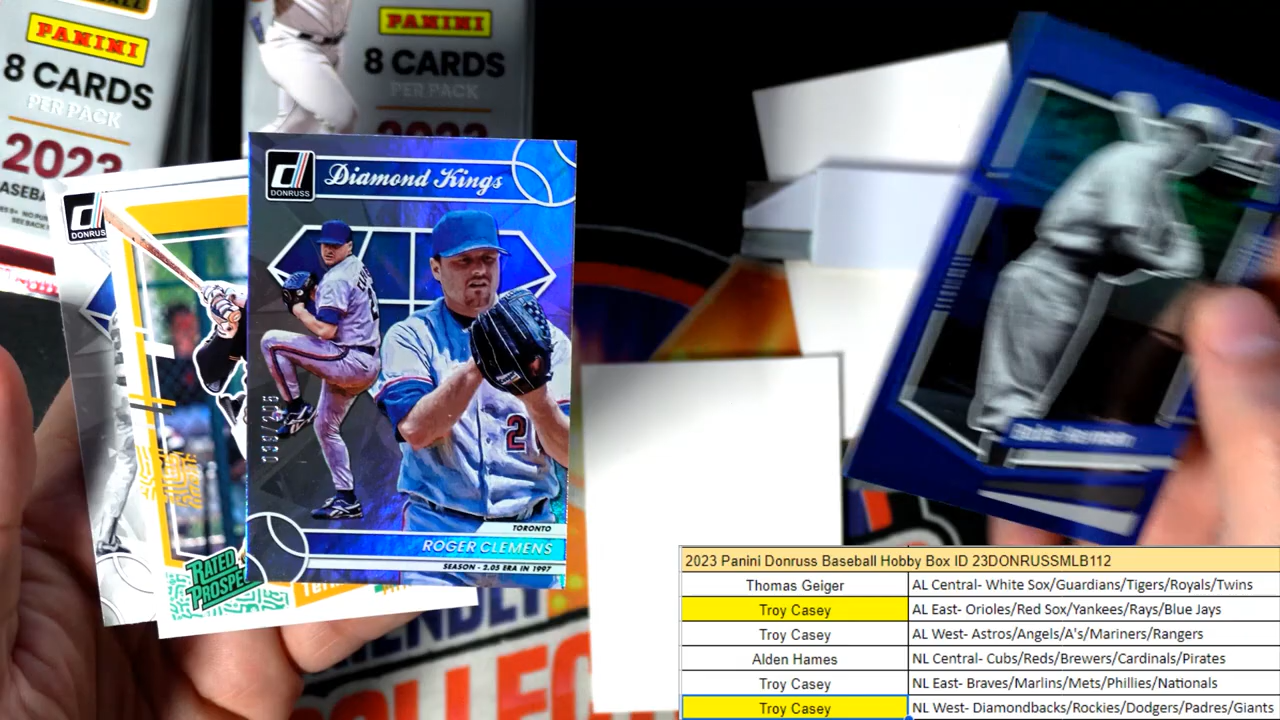 PANINI
8 CARDS
PER PACK
2023
PANINI
8 CARDS
PER PACK
2023
DONRUSS
Diamond Kings
TORONTO
ROGER CLEMENS
SEASON - 2.05 ERA IN 1997
DONRUSS
RATED
2
2023 Panini Donruss Baseball Hobby Box ID 23DONRUSSMLB112
Thomas Geiger AL Central- White Sox/Guardians/Tigers/Royals/Twins
Troy Casey AL East- Orioles/Red Sox/Yankees/Rays/Blue Jays
Troy Casey AL West- Astros/Angels/A's/Mariners/Rangers
Alden Hames NL Central- Cubs/Reds/Brewers/Cardinals/Pirates
Troy Casey NL East- Braves/Marlins/Mets/Phillies/Nationals
Troy Casey NL West- Diamondbacks/Rockies/Dodgers/Padres/Giants